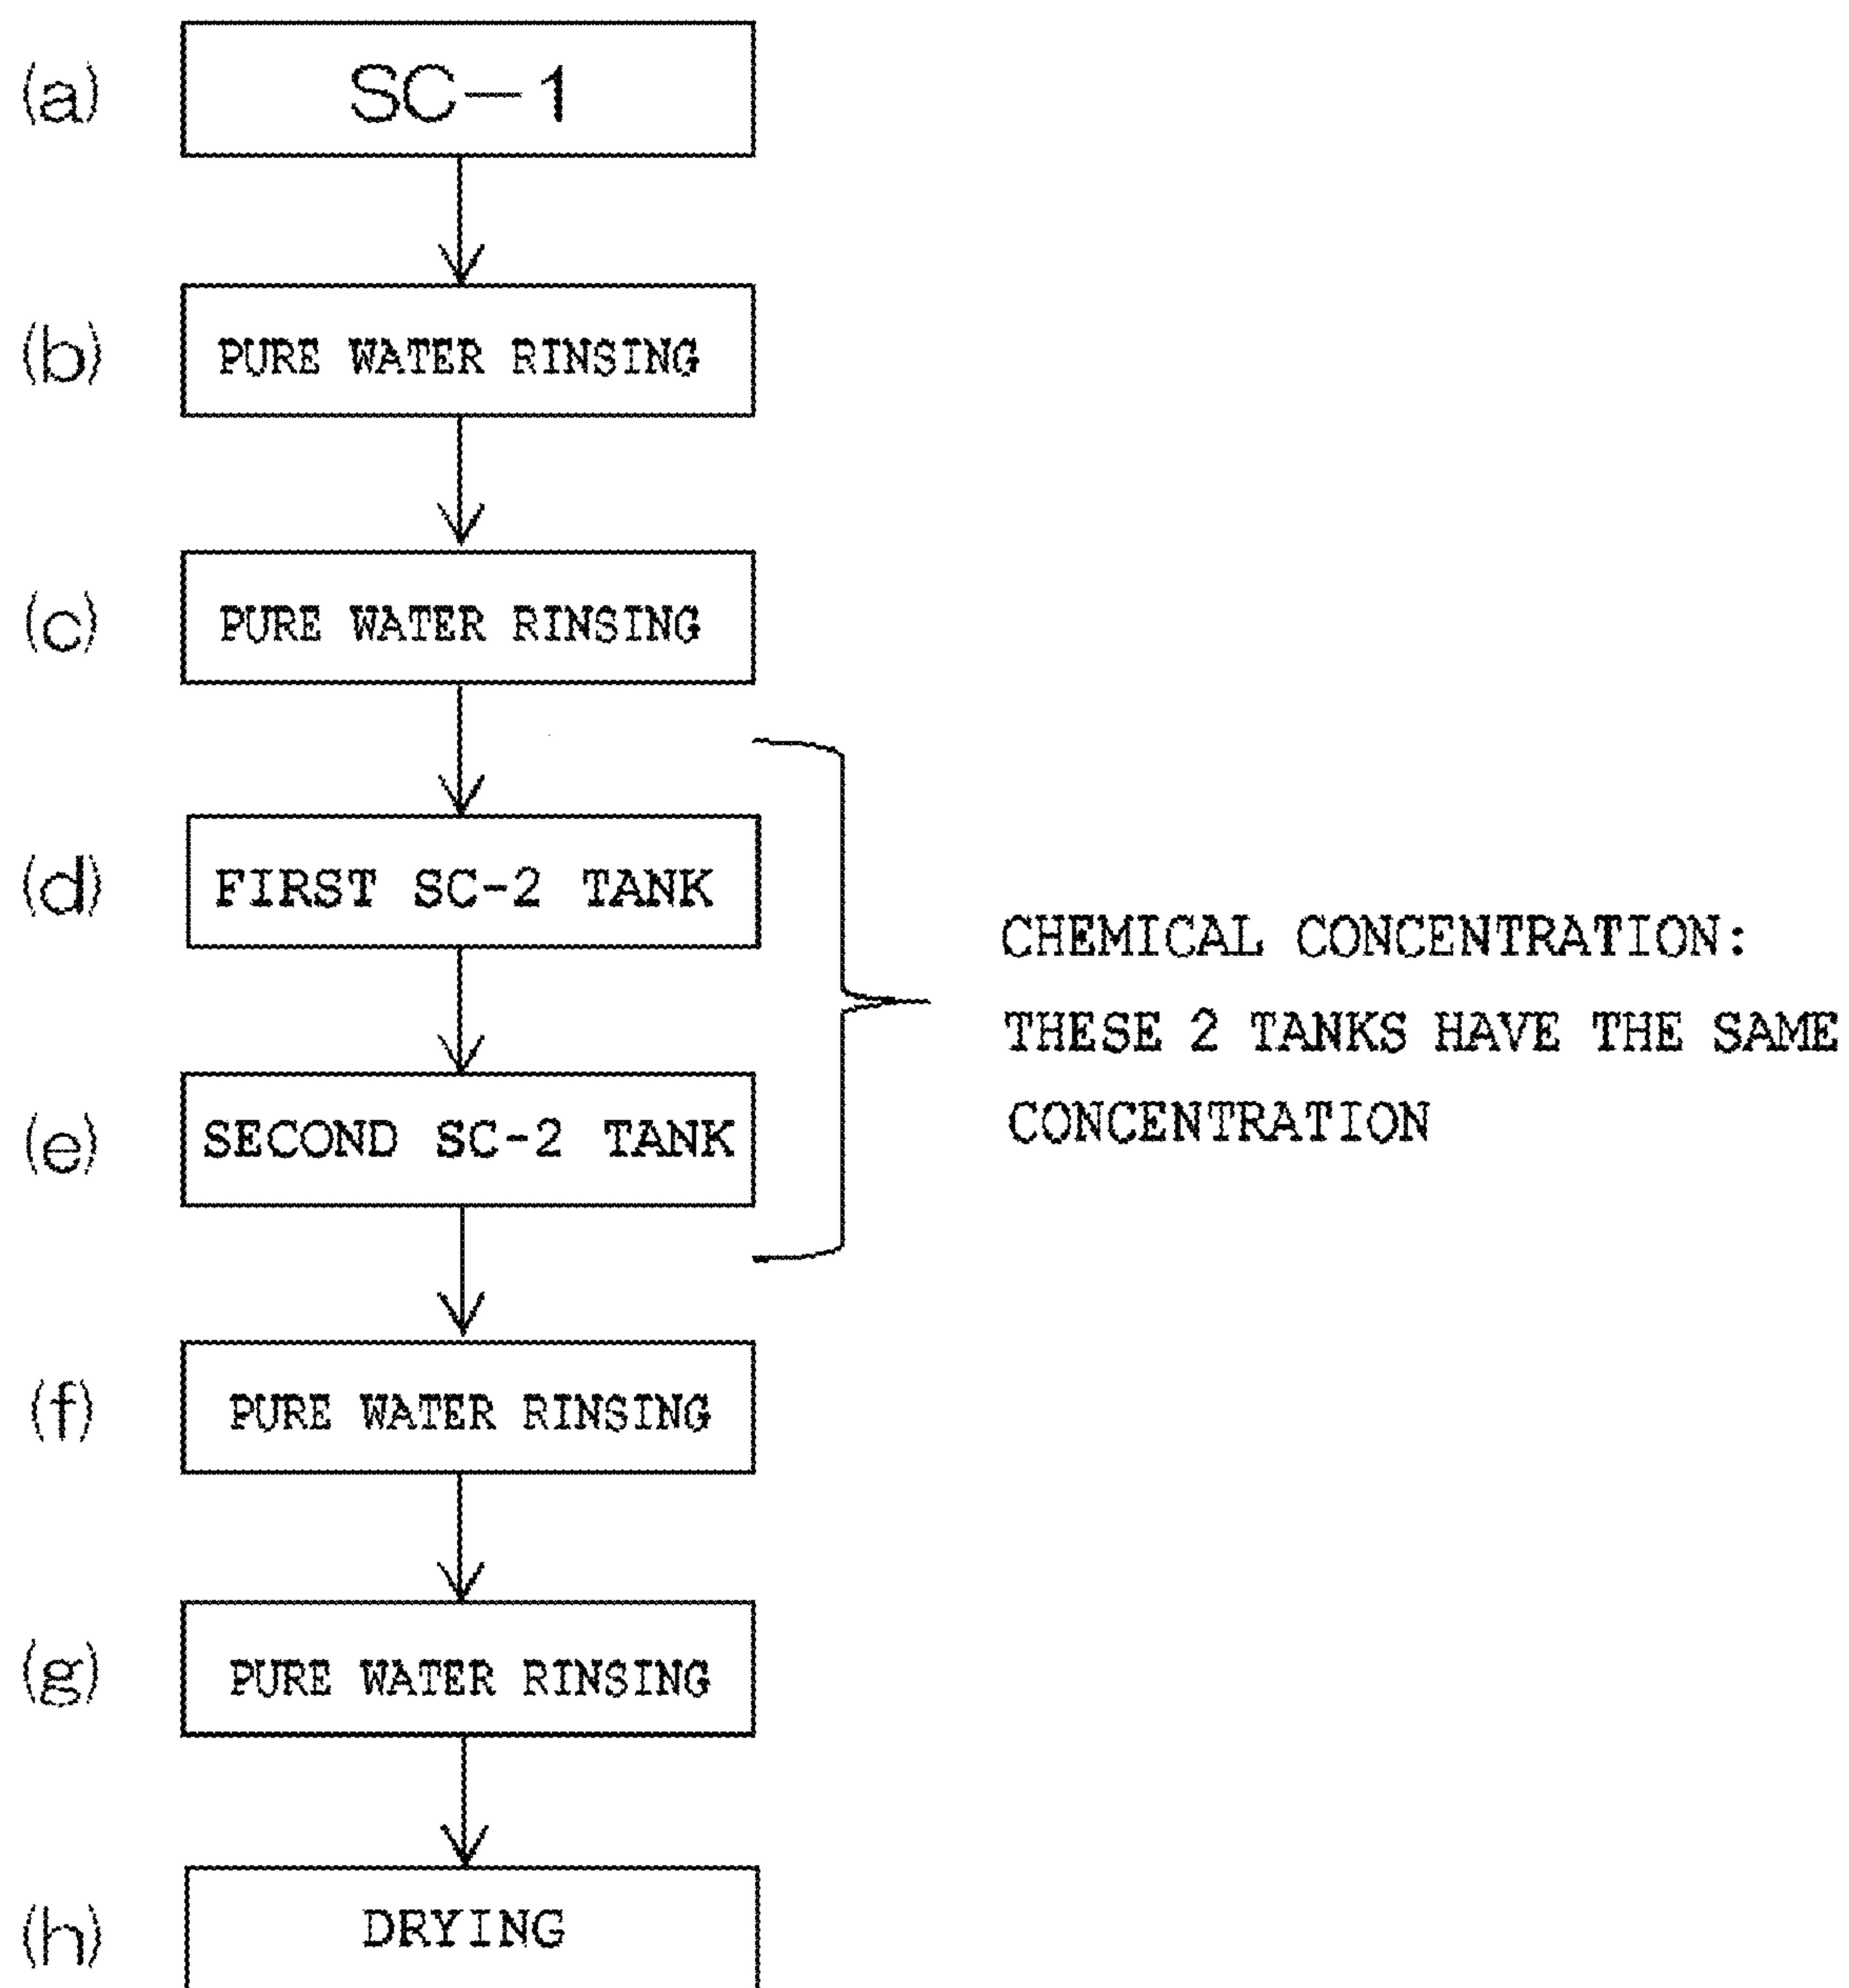 (a) SC-1
(b) PURE WATER RINSING
(c) PURE WATER RINSING
(d) FIRST SC-2 TANK
(e) SECOND SC-2 TANK
CHEMICAL CONCENTRATION:
THESE 2 TANKS HAVE THE SAME
CONCENTRATION
(f) PURE WATER RINSING
(g) PURE WATER RINSING
(h) DRYING